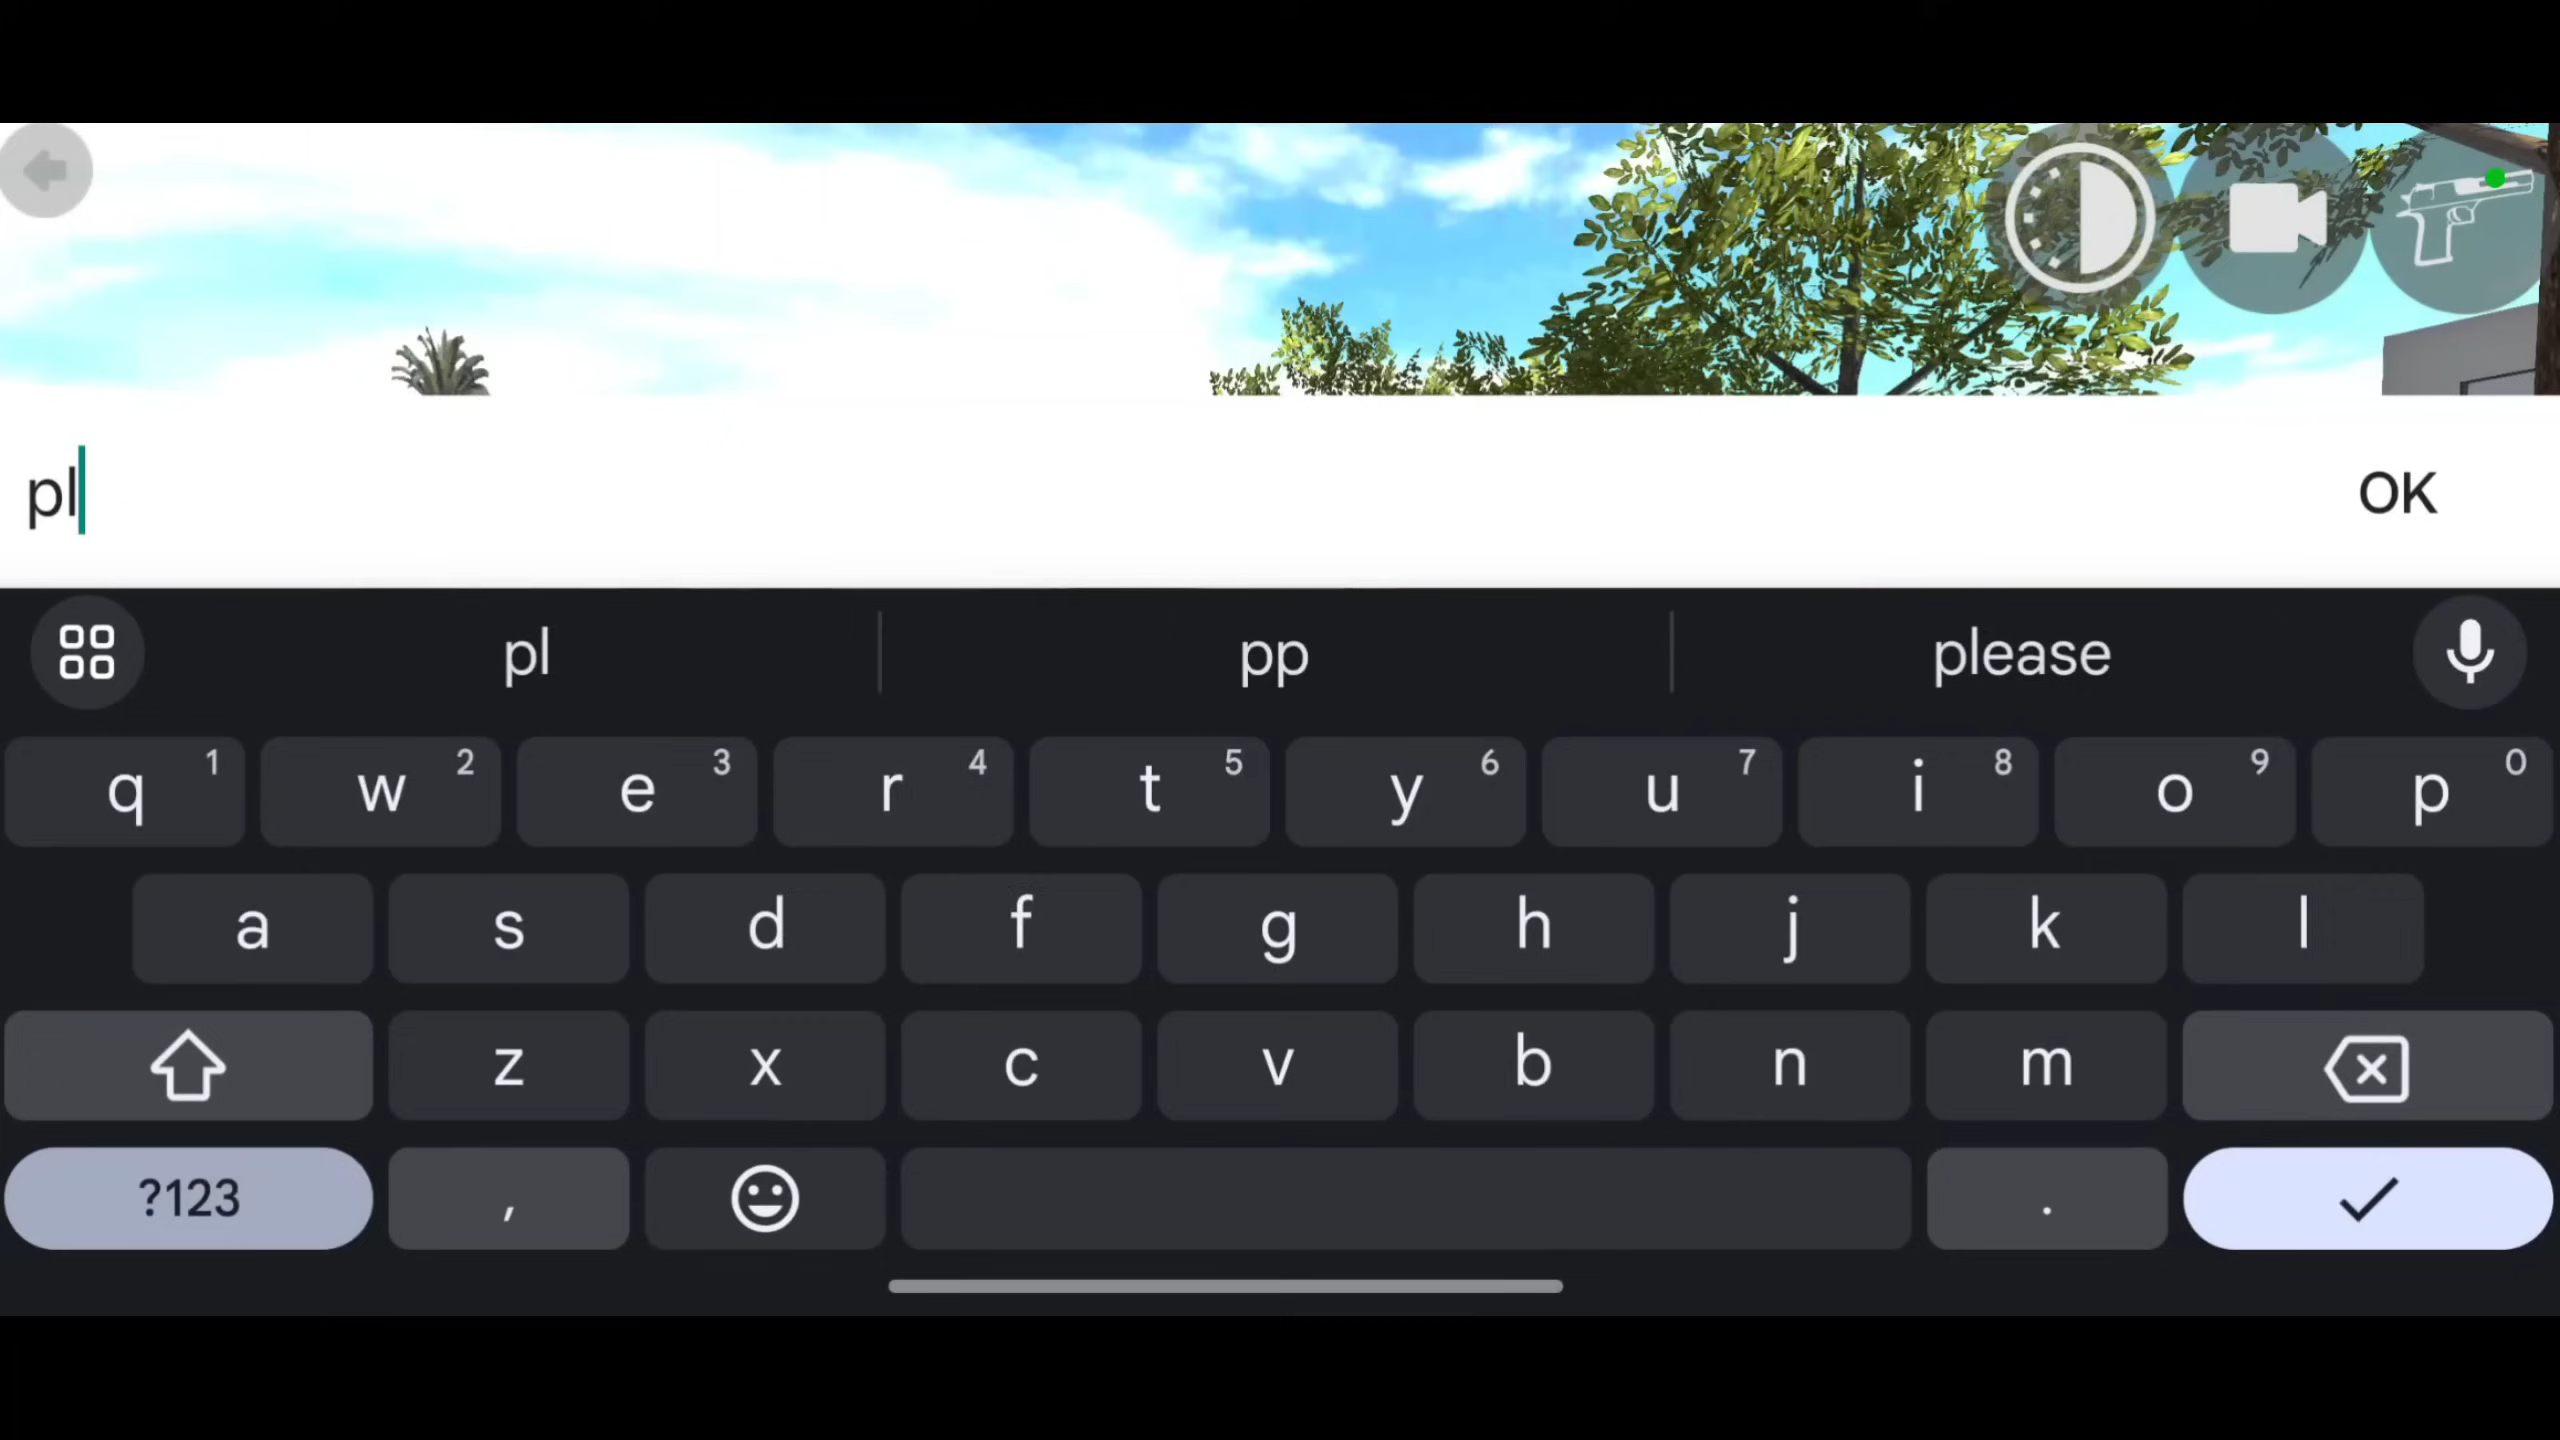 pl OK
pl pp please
q 1 w 2 e 3 r 4 t 5 y 6 u 7 i 8 o 9 p 0
a s d f g h j k l
z x c v b n m
?123 , .